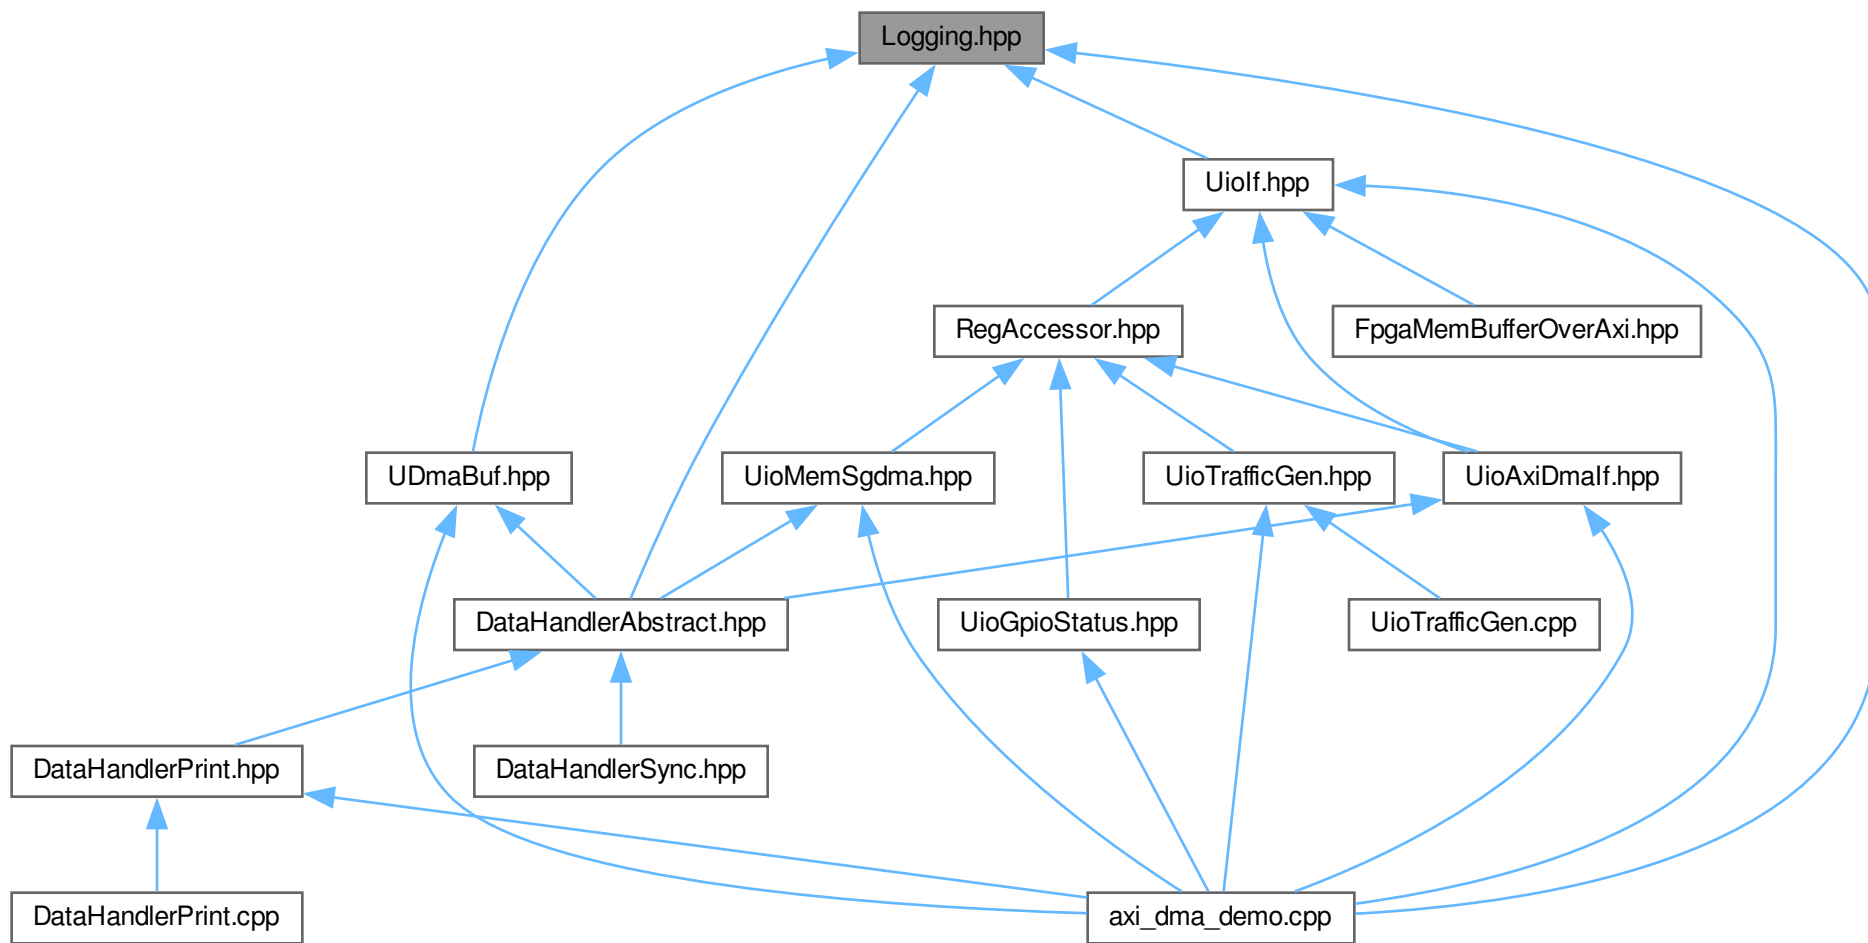 Logging.hpp
UioIf.hpp
RegAccessor.hpp
FpgaMemBufferOverAxi.hpp
UDmaBuf.hpp
UioMemSgdma.hpp
UioTrafficGen.hpp
UioAxiDmaIf.hpp
DataHandlerAbstract.hpp
UioGpioStatus.hpp
UioTrafficGen.cpp
DataHandlerPrint.hpp
DataHandlerSync.hpp
DataHandlerPrint.cpp
axi_dma_demo.cpp